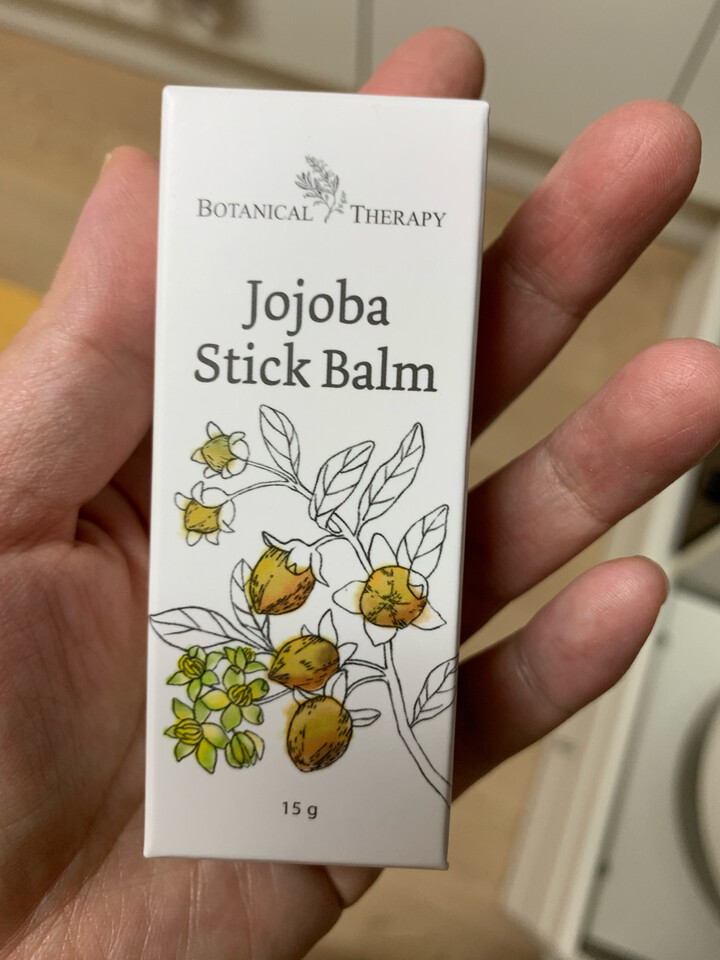 BOTANICAL THERAPY
Jojoba
Stick Balm
15 g